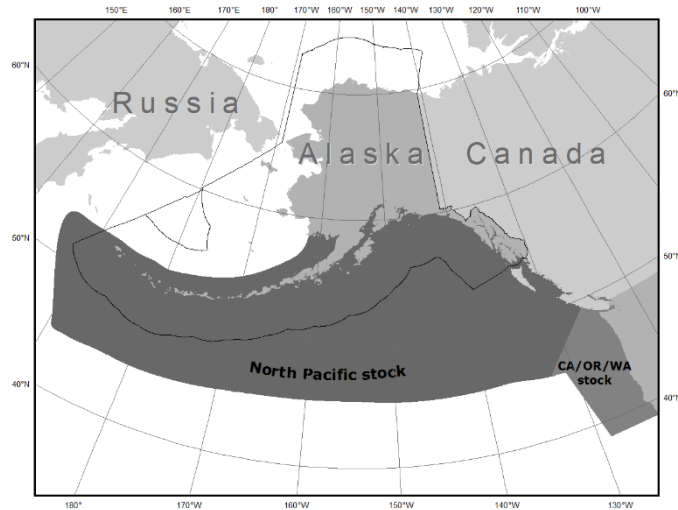 150°E 160°E 170°E 180° 170°W 160°W 150°W 140°W 130°W 120°W 110°W 100°W
60°N 60°N
Russia
Alaska Canada
50°N 50°N
North Pacific stock
CA/OR/WA
stock
40°N 40°N
180° 170°W 160°W 150°W 140°W 130°W